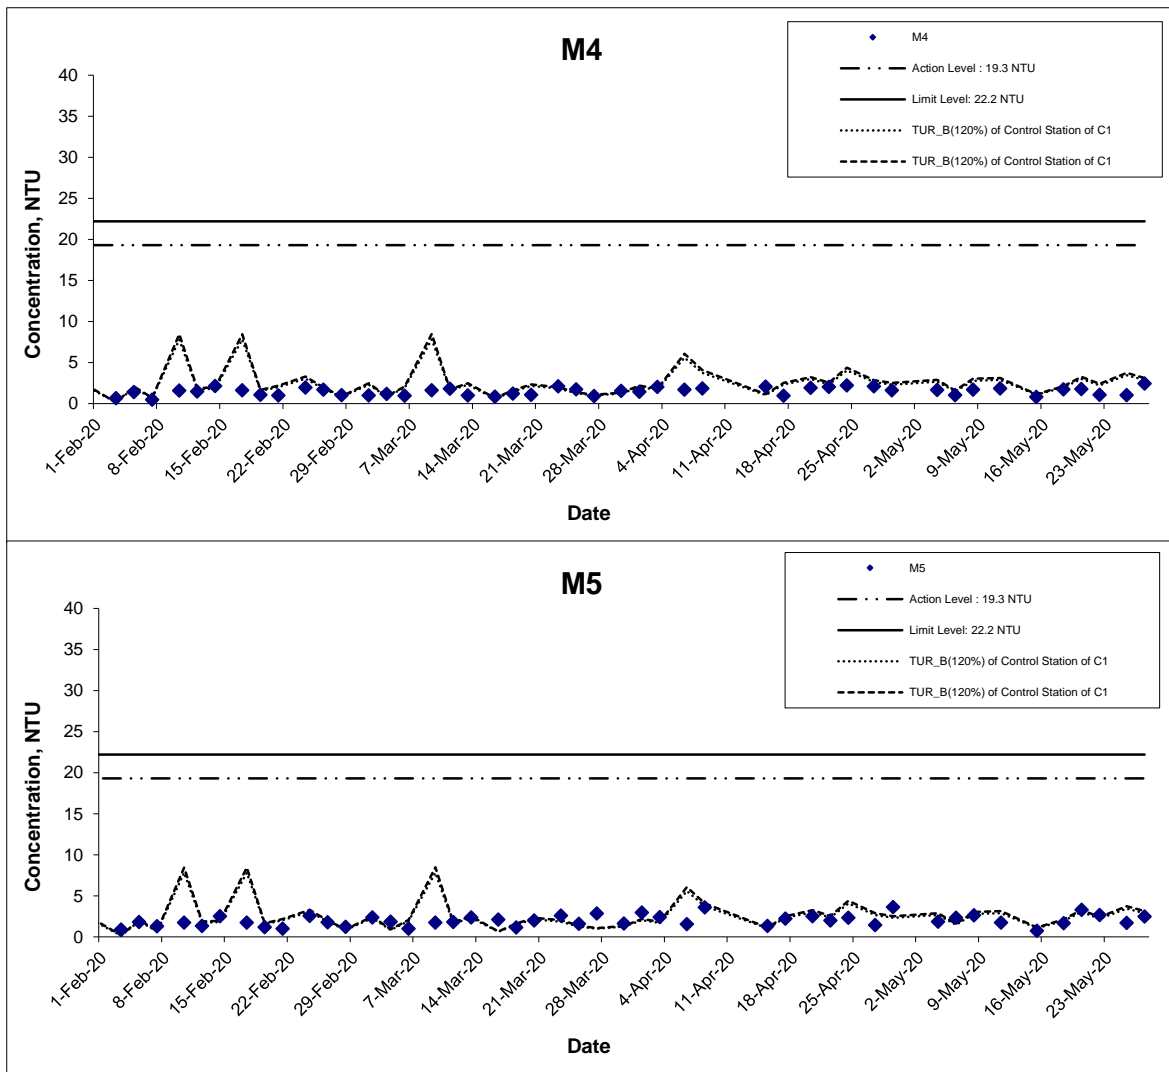 M4
M4
Action Level : 19.3 NTU
Limit Level: 22.2 NTU
TUR_B(120%) of Control Station of C1
TUR_B(120%) of Control Station of C1
Concentration, NTU
40
35
30
25
20
15
10
5
0
1-Feb-20
8-Feb-20
15-Feb-20
22-Feb-20
29-Feb-20
7-Mar-20
14-Mar-20
21-Mar-20
28-Mar-20
4-Apr-20
11-Apr-20
18-Apr-20
25-Apr-20
2-May-20
9-May-20
16-May-20
23-May-20
Date
M5
M5
Action Level : 19.3 NTU
Limit Level: 22.2 NTU
TUR_B(120%) of Control Station of C1
TUR_B(120%) of Control Station of C1
Concentration, NTU
40
35
30
25
20
15
10
5
0
1-Feb-20
8-Feb-20
15-Feb-20
22-Feb-20
29-Feb-20
7-Mar-20
14-Mar-20
21-Mar-20
28-Mar-20
4-Apr-20
11-Apr-20
18-Apr-20
25-Apr-20
2-May-20
9-May-20
16-May-20
23-May-20
Date